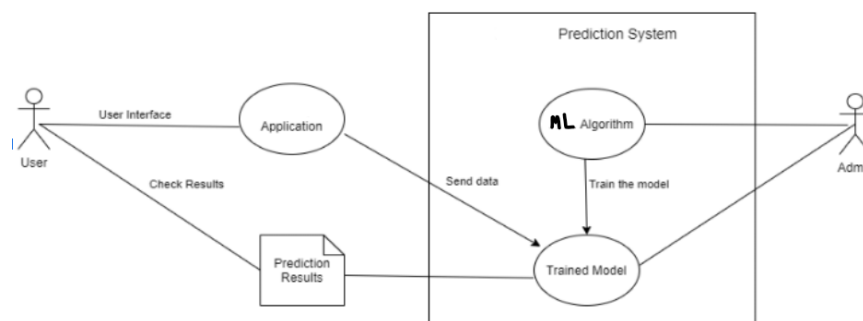 Prediction System
User Interface
Application
ML Algorithm
User
Adm
Check Results
Send data
Train the model
Prediction
Results
Trained Model